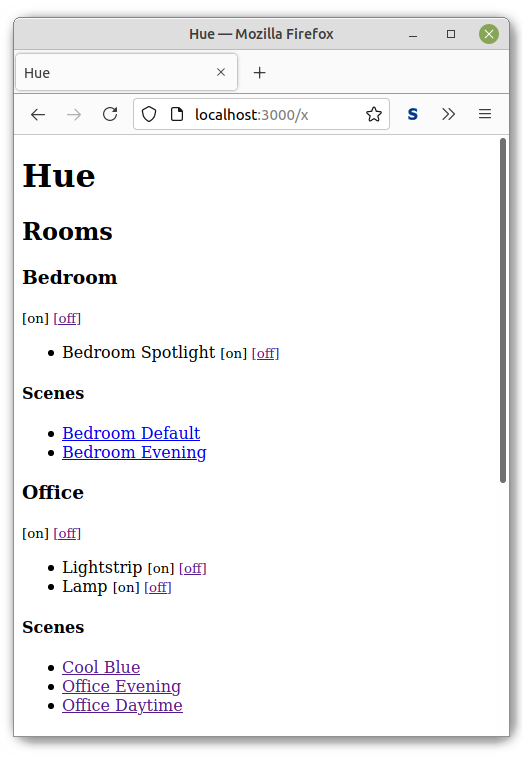 Hue — Mozilla Firefox
Hue
localhost:3000/x
S
Hue
Rooms
Bedroom
[on] [off]
Bedroom Spotlight [on] [off]
Scenes
Bedroom Default
Bedroom Evening
Office
[on] [off]
Lightstrip [on] [off]
Lamp [on] [off]
Scenes
Cool Blue
Office Evening
Office Daytime